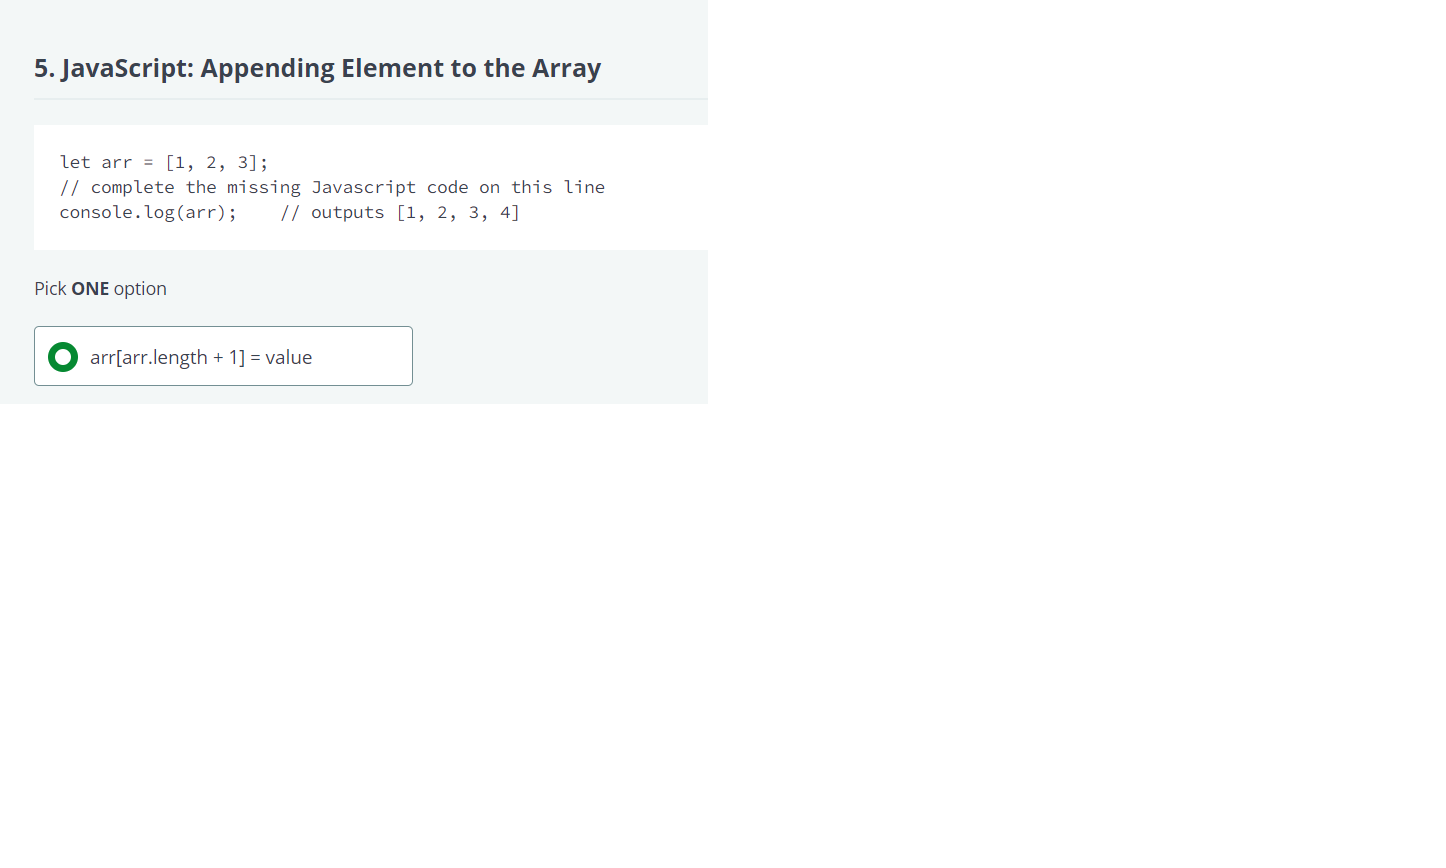 5. JavaScript: Appending Element to the Array
let arr = [1, 2, 3];
// complete the missing Javascript code on this line
console.log(arr);    // outputs [1, 2, 3, 4]
Pick ONE option
arr[arr.length + 1] = value